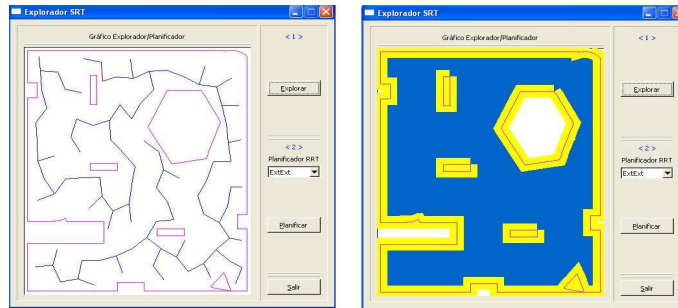 Explorador SRT
Gráfico Explorador/Planificador
< 1 >
Explorar
< 2 >
Planificador RRT
ExtExt
Planificar
Salir
Explorador SRT
Gráfico Explorador/Planificador
< 1 >
Explorar
< 2 >
Planificador RRT
ExtExt
Planificar
Salir